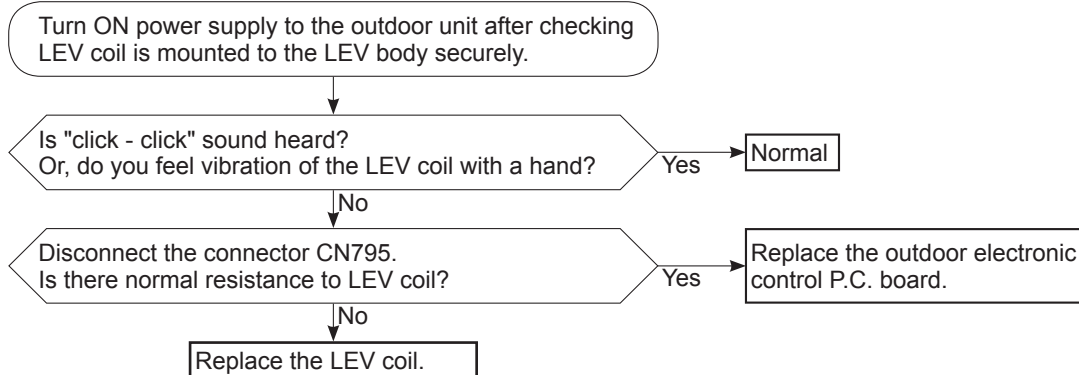 Turn ON power supply to the outdoor unit after checking
LEV coil is mounted to the LEV body securely.
Is "click - click" sound heard?
Or, do you feel vibration of the LEV coil with a hand?
Yes
Normal
No
Disconnect the connector CN795.
Is there normal resistance to LEV coil?
Yes
Replace the outdoor electronic
control P.C. board.
No
Replace the LEV coil.